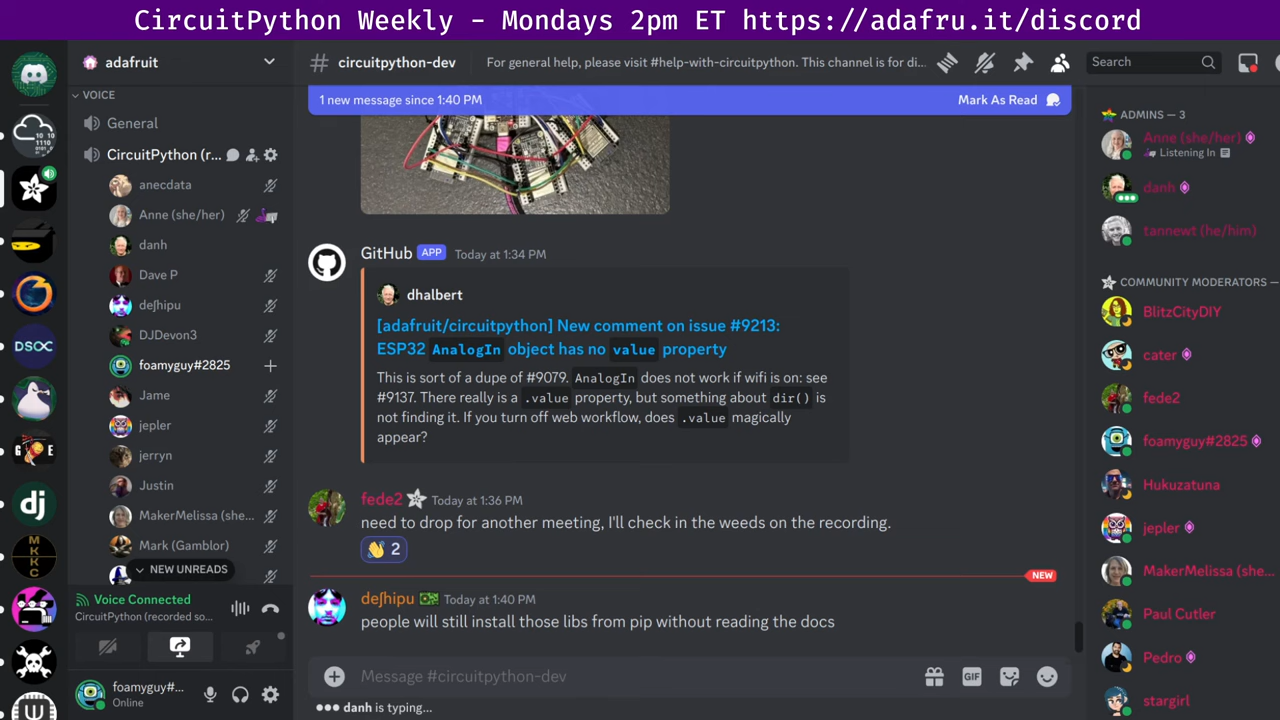 CircuitPython Weekly - Mondays 2pm ET https://adafru.it/discord
adafruit
VOICE
General
CircuitPython (r...
anecdata
Anne (she/her)
danh
Dave P
deʃhipu
DJDevon3
foamyguy#2825
Jame
jepler
jerryn
Justin
MakerMelissa (she...
Mark (Gamblor)
NEW UNREADS
Voice Connected
CircuitPython (recorded so...
foamyguy#...
Online
# circuitpython-dev
For general help, please visit #help-with-circuitpython. This channel is for di...
Search
1 new message since 1:40 PM
Mark As Read
GitHub APP Today at 1:34 PM
dhalbert
[adafruit/circuitpython] New comment on issue #9213:
ESP32 AnalogIn object has no value property
This is sort of a dupe of #9079. AnalogIn does not work if wifi is on: see
#9137. There really is a .value property, but something about dir() is
not finding it. If you turn off web workflow, does .value magically
appear?
fede2 Today at 1:36 PM
need to drop for another meeting, I'll check in the weeds on the recording.
👋 2
NEW
deʃhipu Today at 1:40 PM
people will still install those libs from pip without reading the docs
Message #circuitpython-dev
GIF
danh is typing...
ADMINS — 3
Anne (she/her)
Listening In
danh
tannewt (he/him)
COMMUNITY MODERATORS —
BlitzCityDIY
cater
fede2
foamyguy#2825
Hukuzatuna
jepler
MakerMelissa (she...
Paul Cutler
Pedro
stargirl
DSOC
dj
MK
KC